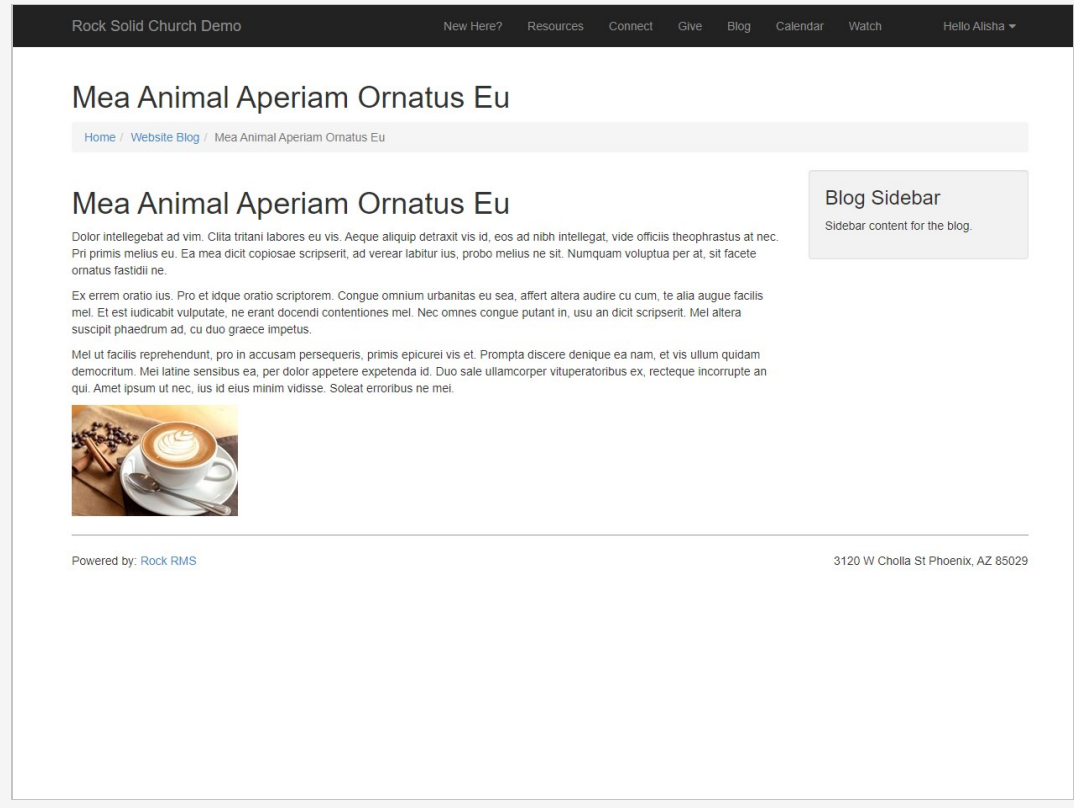 Rock Solid Church Demo New Here? Resources Connect Give Blog Calendar Watch Hello Alisha
Mea Animal Aperiam Ornatus Eu
Home / Website Blog / Mea Animal Aperiam Ornatus Eu
Mea Animal Aperiam Ornatus Eu
Dolor intellegebat ad vim. Clita tritani labores eu vis. Aeque aliquip detraxit vis id, eos ad nibh intellegat, vide officiis theophrastus at nec.
Pri primis melius eu. Ea mea dicit copiosae scripserit, ad verear labitur ius, probo melius ne sit. Numquam voluptua per at, sit facete
ornatus fastidii ne.
Ex errem oratio ius. Pro et idque oratio scriptorem. Congue omnium urbanitas eu sea, affert altera audire cu cum, te alia augue facilis
mel. Et est iudicabit vulputate, ne erant docendi contentiones mel. Nec omnes congue putant in, usu an dicit scripserit. Mel altera
suscipit phaedrum ad, cu duo graece impetus.
Mel ut facilis reprehendunt, pro in accusam persequeris, primis epicurei vis et. Prompta discere denique ea nam, et vis ullum quidam
democritum. Mei latine sensibus ea, per dolor appetere expetenda id. Duo sale ullamcorper vituperatoribus ex, recteque incorrupte an
qui. Amet ipsum ut nec, ius id eius minim vidisse. Soleat erroribus ne mei.
Blog Sidebar
Sidebar content for the blog.
Powered by: Rock RMS
3120 W Cholla St Phoenix, AZ 85029